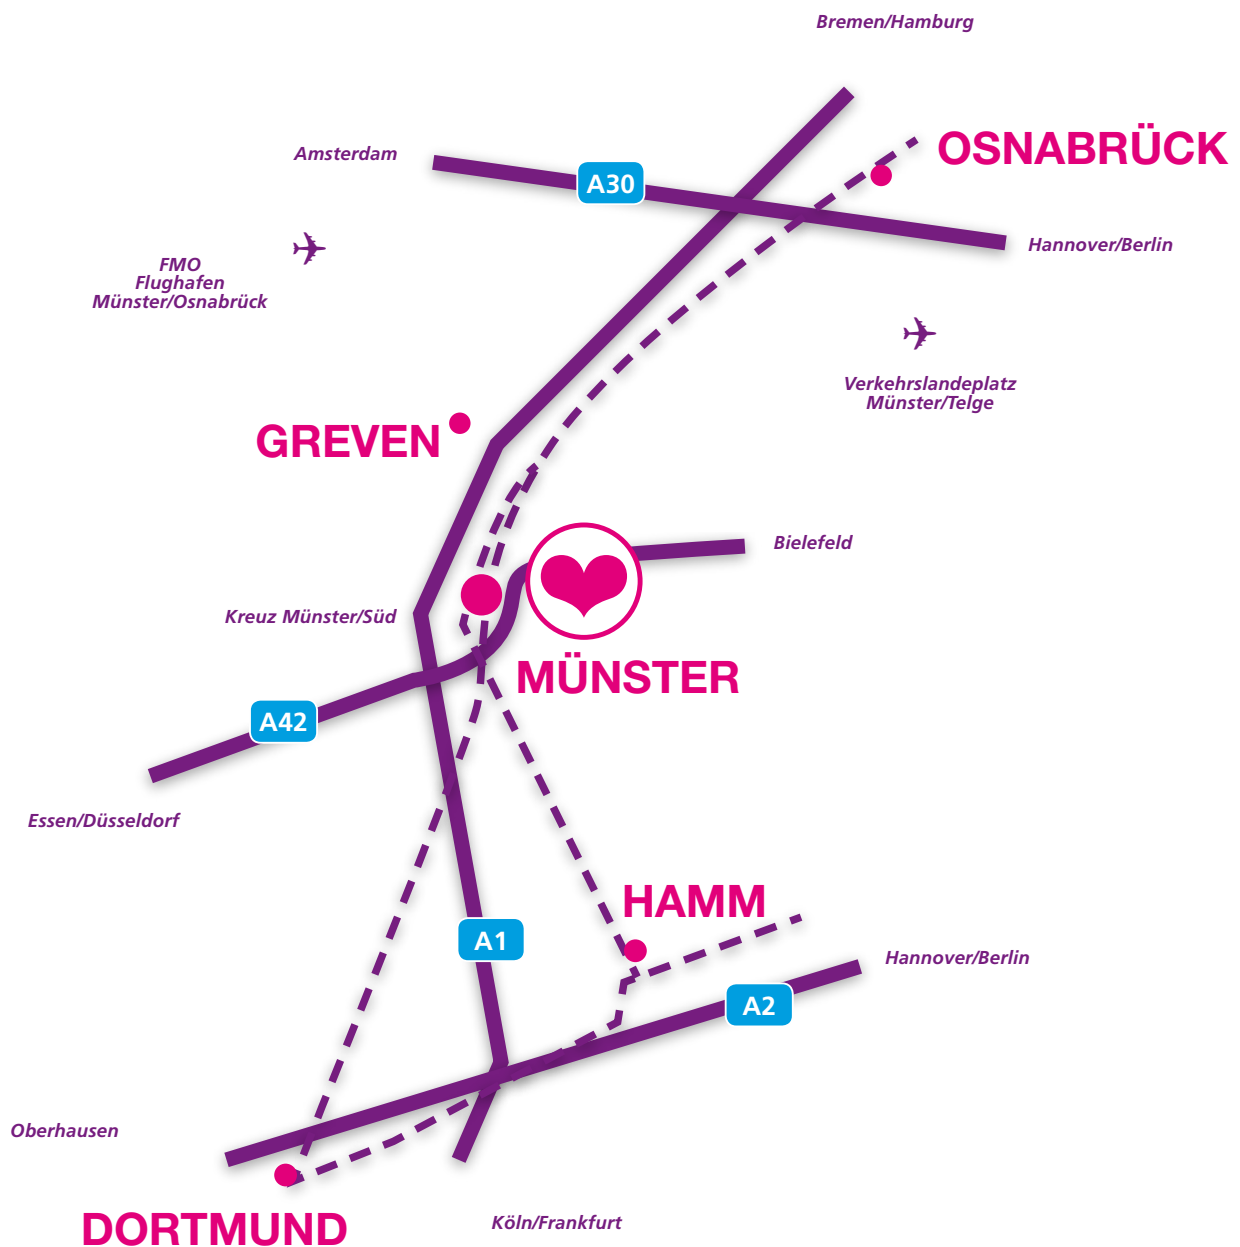 Bremen/Hamburg
OSNABRÜCK
Amsterdam
A30
Hannover/Berlin
FMO
Flughafen
Münster/Osnabrück
Verkehrslandeplatz
Münster/Telge
GREVEN
Bielefeld
Kreuz Münster/Süd
MÜNSTER
A42
Essen/Düsseldorf
HAMM
A1
Hannover/Berlin
A2
Oberhausen
DORTMUND
Köln/Frankfurt